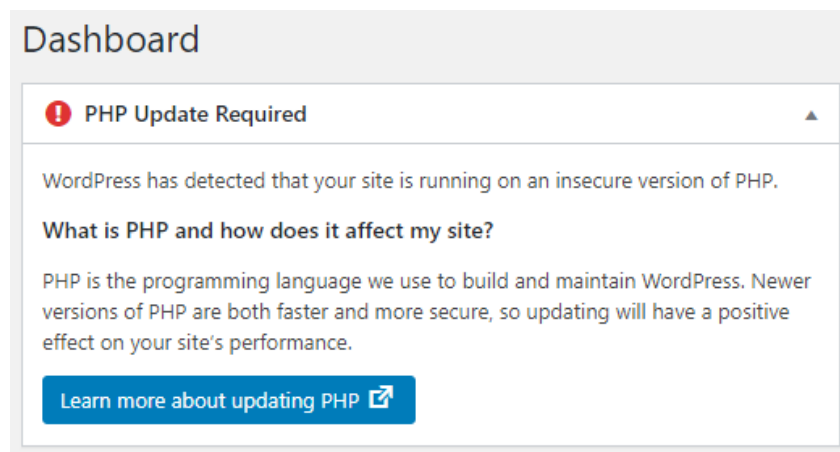 Dashboard
PHP Update Required
WordPress has detected that your site is running on an insecure version of PHP.
What is PHP and how does it affect my site?
PHP is the programming language we use to build and maintain WordPress. Newer
versions of PHP are both faster and more secure, so updating will have a positive
effect on your site’s performance.
Learn more about updating PHP